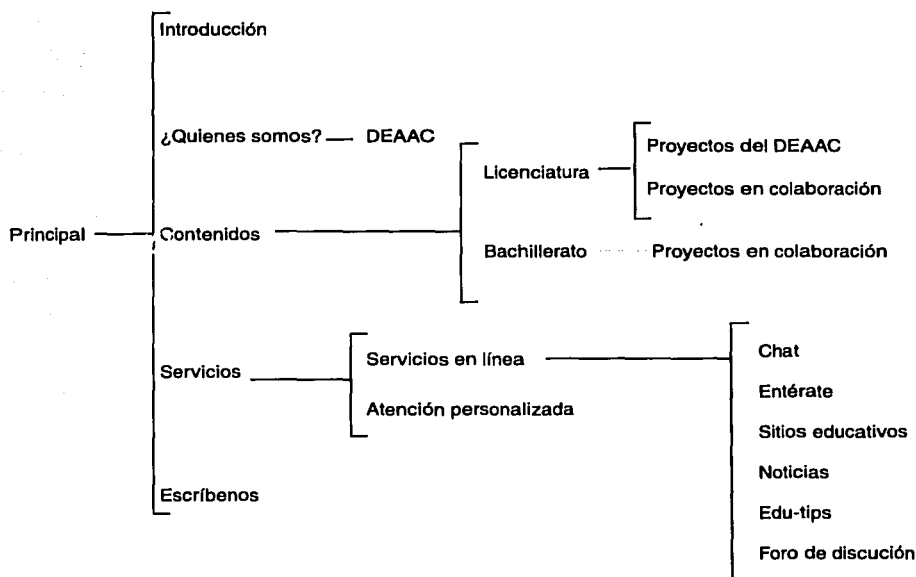 Introducción
¿Quienes somos? DEAAC
Principal
Contenidos
Licenciatura
Proyectos del DEAAC
Proyectos en colaboración
Bachillerato
Proyectos en colaboración
Servicios
Servicios en línea
Atención personalizada
Chat
Entérate
Sitios educativos
Noticias
Edu-tips
Foro de discución
Escríbenos